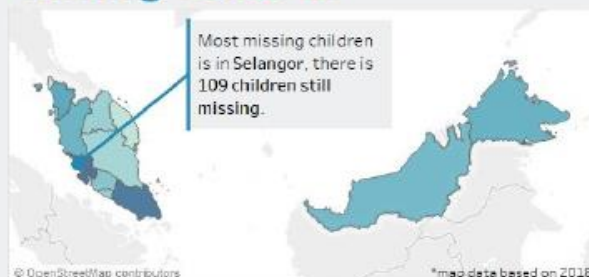 Most missing children
is in Selangor, there is
109 children still
missing.
© OpenStreetMap contributors
*map data based on 2018